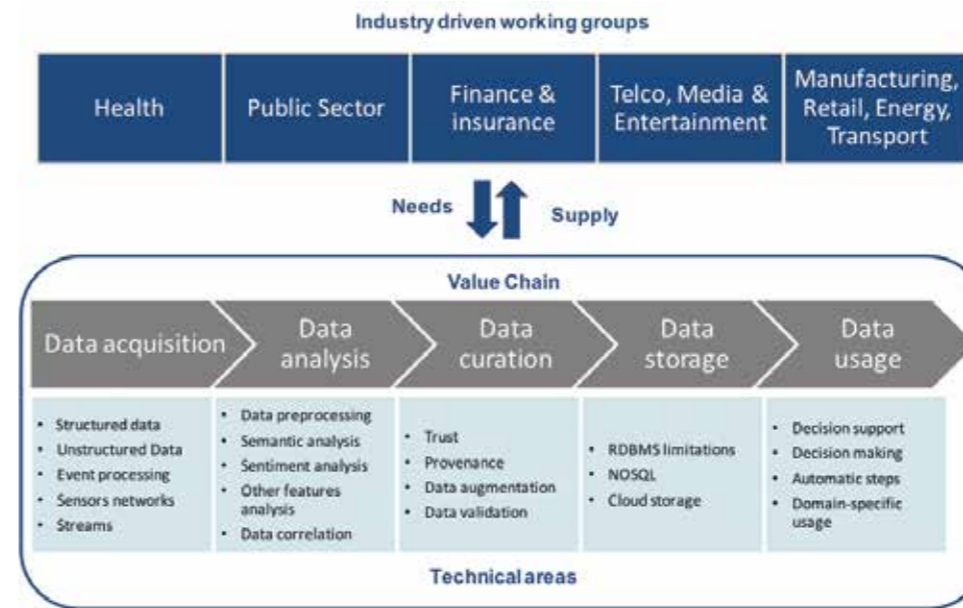 Industry driven working groups
Health
Public Sector
Finance &
insurance
Telco, Media &
Entertainment
Manufacturing,
Retail, Energy,
Transport
Needs
Supply
Value Chain
Data acquisition
Data
analysis
Data
curation
Data
storage
Data
usage
• Structured data
• Unstructured Data
• Event processing
• Sensors networks
• Streams
• Data preprocessing
• Semantic analysis
• Sentiment analysis
• Other features
analysis
• Data correlation
• Trust
• Provenance
• Data augmentation
• Data validation
• RDBMS limitations
• NOSQL
• Cloud storage
• Decision support
• Decision making
• Automatic steps
• Domain-specific
usage
Technical areas